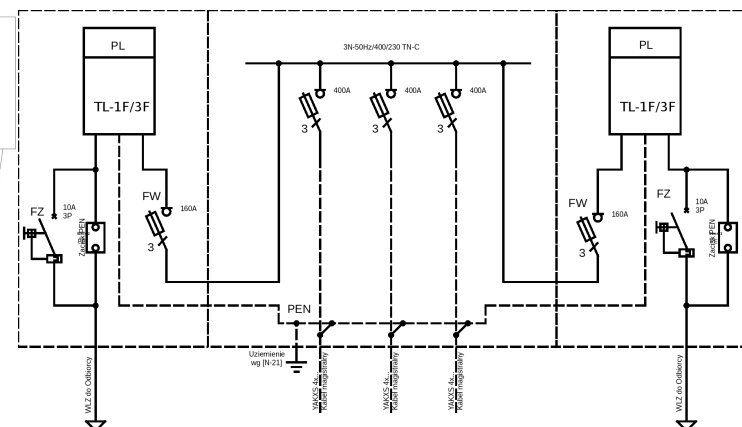 PL
TL-1F/3F
3N-50Hz/400/230 TN-C
PL
TL-1F/3F
400A
400A
400A
3
3
3
FW
160A
3
FZ
10A
3P
Zacisk PEN
FW
160A
3
FZ
10A
3P
Zacisk PEN
PEN
Uziemienie
wg [N-21]
WLZ do Odbiorcy
YAKXS 4x...
Kabel magistralny
YAKXS 4x...
Kabel magistralny
YAKXS 4x...
Kabel magistralny
WLZ do Odbiorcy